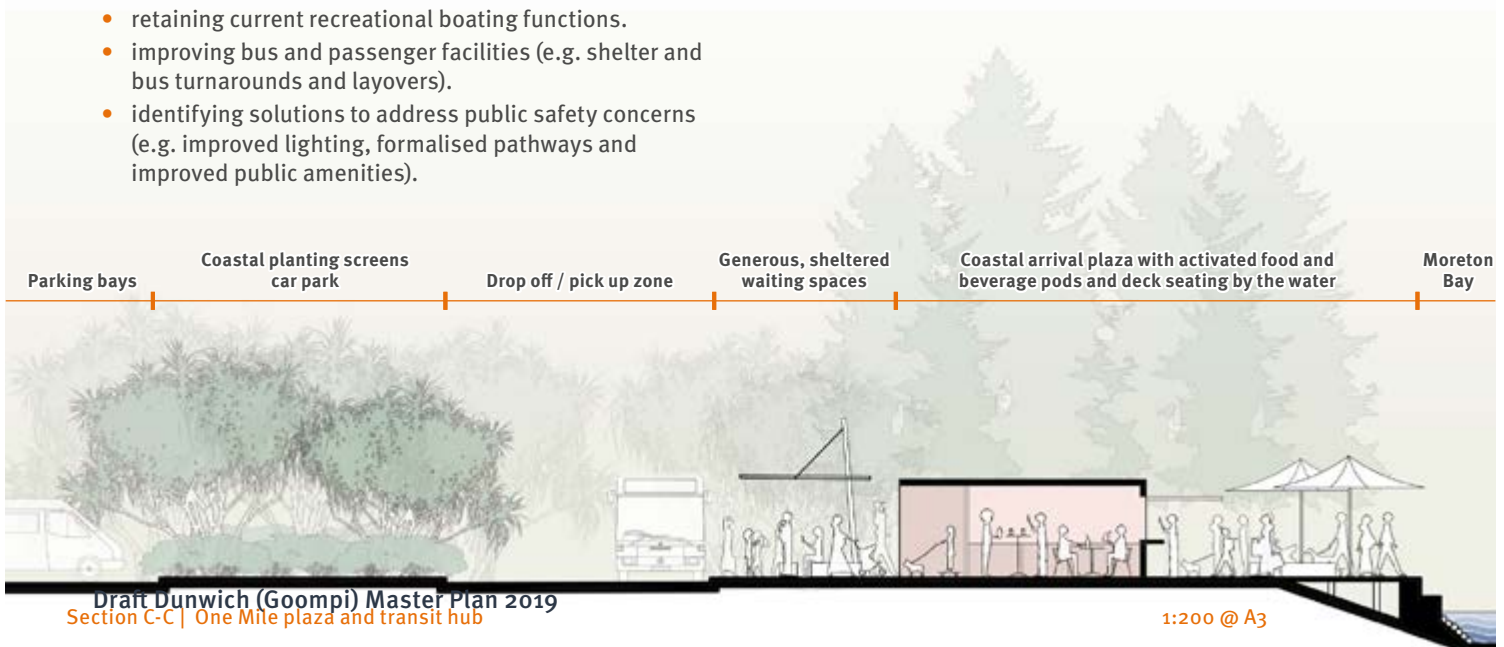 • retaining current recreational boating functions.
• improving bus and passenger facilities (e.g. shelter and
bus turnarounds and layovers).
• identifying solutions to address public safety concerns
(e.g. improved lighting, formalised pathways and
improved public amenities).
Parking bays
Coastal planting screens
car park
Drop off / pick up zone
Generous, sheltered
waiting spaces
Coastal arrival plaza with activated food and
beverage pods and deck seating by the water
Moreton
Bay
Draft Dunwich (Goompi) Master Plan 2019
Section C-C | One Mile plaza and transit hub
1:200 @ A3